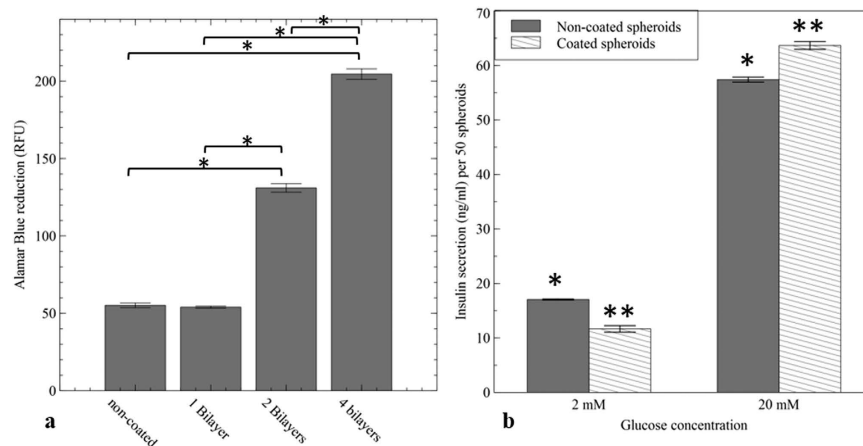 Alamar Blue reduction (RFU)
200
150
100
50
0
*
*
*
*
*
non-coated
1 Bilayer
2 Bilayers
4 bilayers
a
Insulin secretion (ng/ml) per 50 spheroids
70
60
50
40
30
20
10
0
Non-coated spheroids
Coated spheroids
*
**
*
**
2 mM
20 mM
Glucose concentration
b